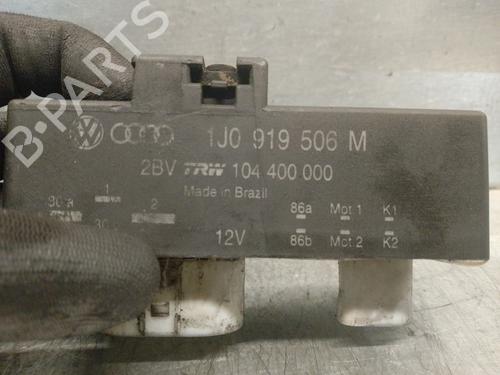 1J0 919 506 M
2BV TRW 104 400 000
Made in Brazil
1 86a Mot 1 K1
2
30
12V 86b Mot 2 K2